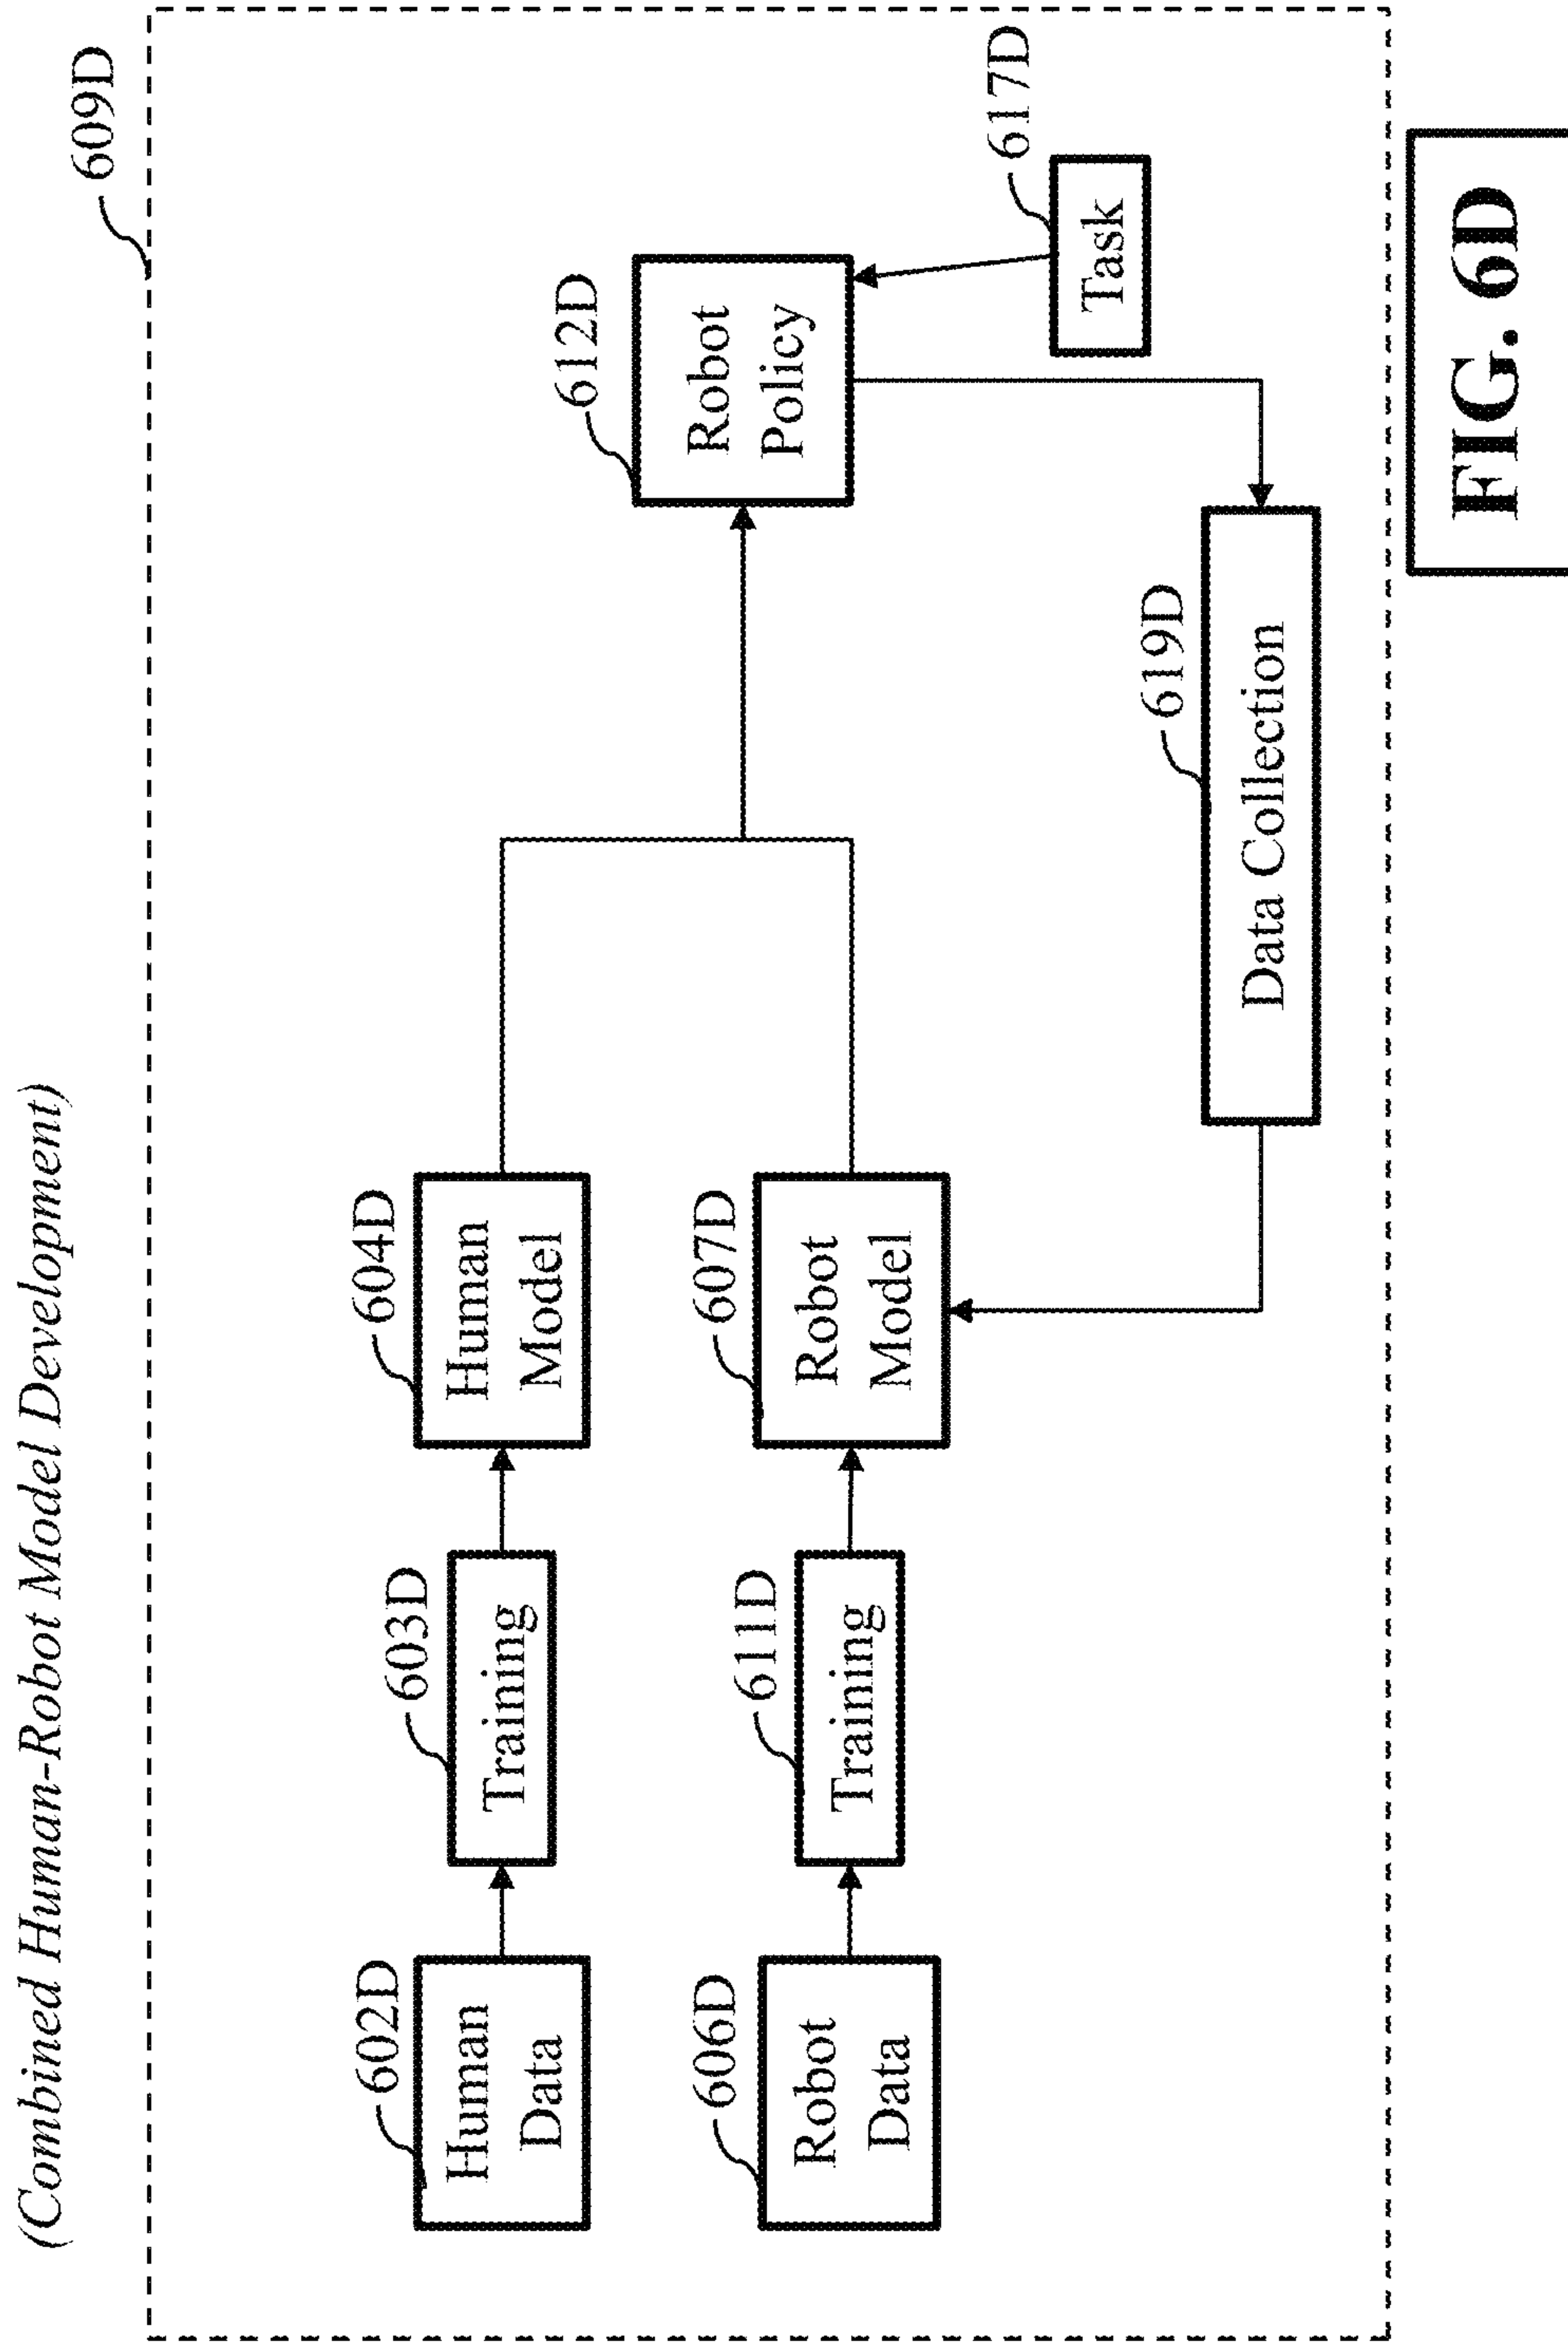 (Combined Human-Robot Model Development)
609D
602D
Human
Data
603D
Training
604D
Human
Model
606D
Robot
Data
611D
Training
607D
Robot
Model
612D
Robot
Policy
617D
Task
619D
Data Collection
FIG. 6D